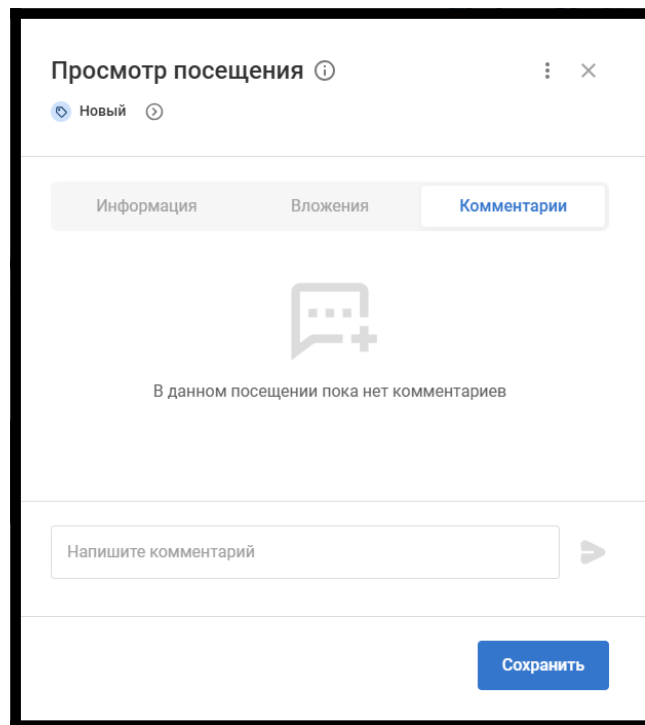 Просмотр посещения
Новый
Информация Вложения Комментарии
В данном посещении пока нет комментариев
Напишите комментарий
Сохранить